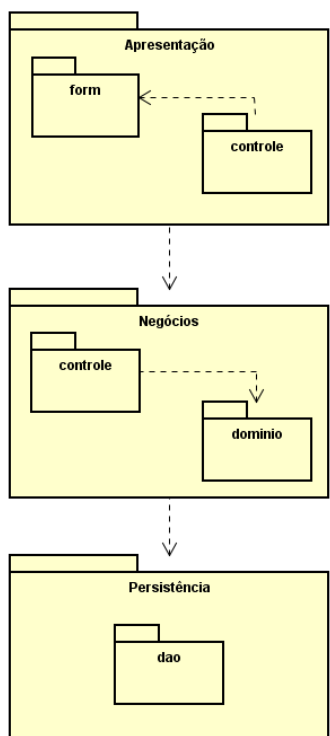 Apresentação
form
controle
Negócios
controle
dominio
Persistência
dao